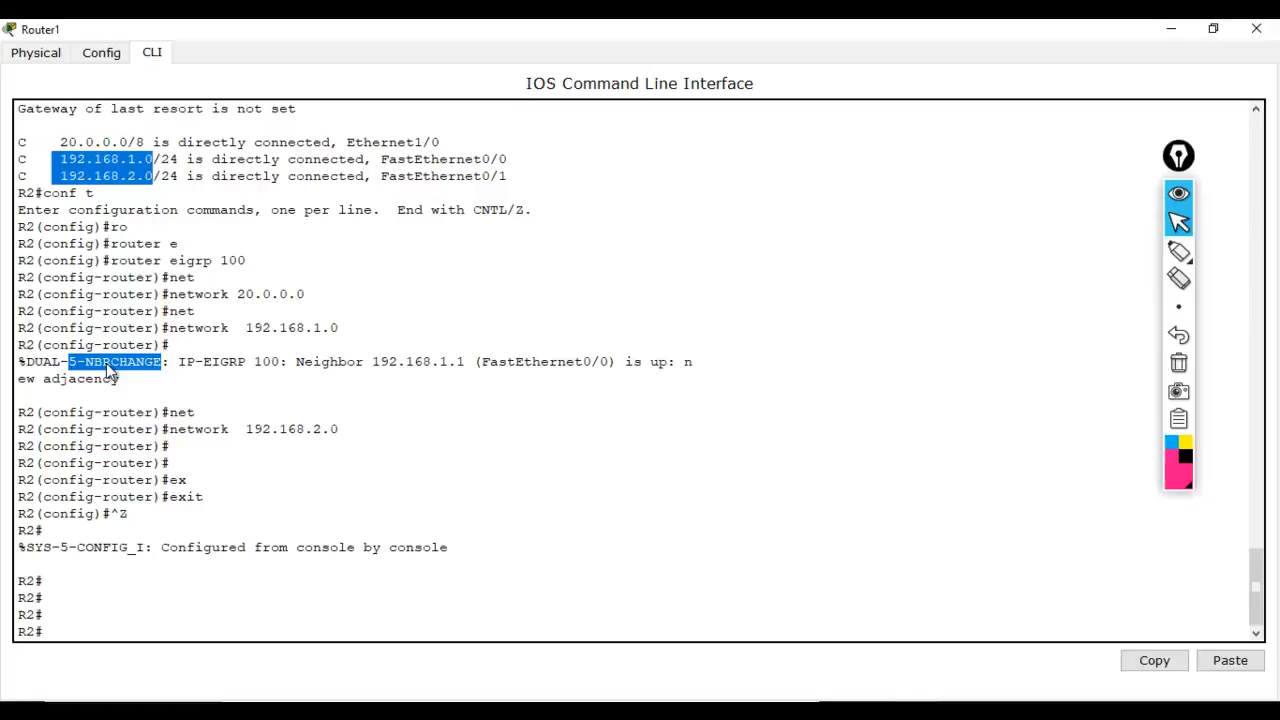 Router1
Physical Config CLI
IOS Command Line Interface
Gateway of last resort is not set
C    20.0.0.0/8 is directly connected, Ethernet1/0
C    192.168.1.0/24 is directly connected, FastEthernet0/0
C    192.168.2.0/24 is directly connected, FastEthernet0/1
R2#conf t
Enter configuration commands, one per line.  End with CNTL/Z.
R2(config)#ro
R2(config)#router e
R2(config)#router eigrp 100
R2(config-router)#net
R2(config-router)#network 20.0.0.0
R2(config-router)#net
R2(config-router)#network  192.168.1.0
R2(config-router)#
%DUAL-5-NBRCHANGE: IP-EIGRP 100: Neighbor 192.168.1.1 (FastEthernet0/0) is up: n
ew adjacency
R2(config-router)#net
R2(config-router)#network  192.168.2.0
R2(config-router)#
R2(config-router)#
R2(config-router)#ex
R2(config-router)#exit
R2(config)#^Z
R2#
%SYS-5-CONFIG_I: Configured from console by console
R2#
R2#
R2#
R2#
Copy Paste